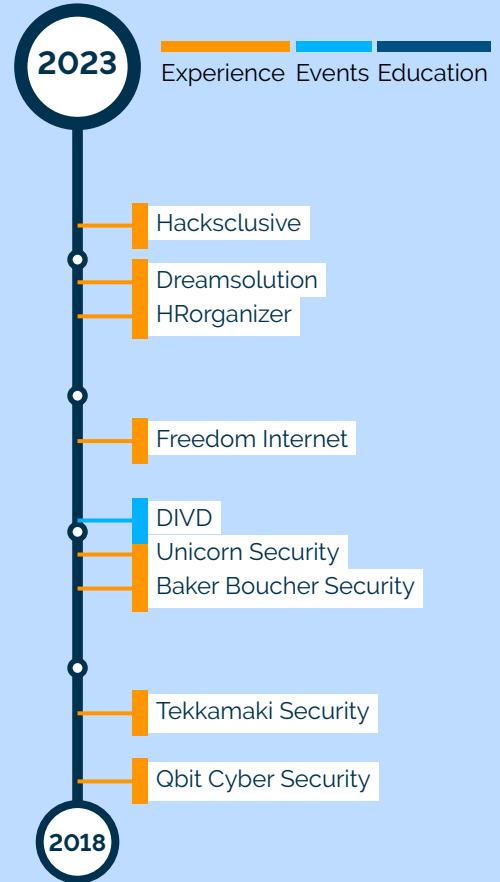 2023
Experience Events Education
Hacksclusive
Dreamsolution
HRorganizer
Freedom Internet
DIVD
Unicorn Security
Baker Boucher Security
Tekkamaki Security
Qbit Cyber Security
2018